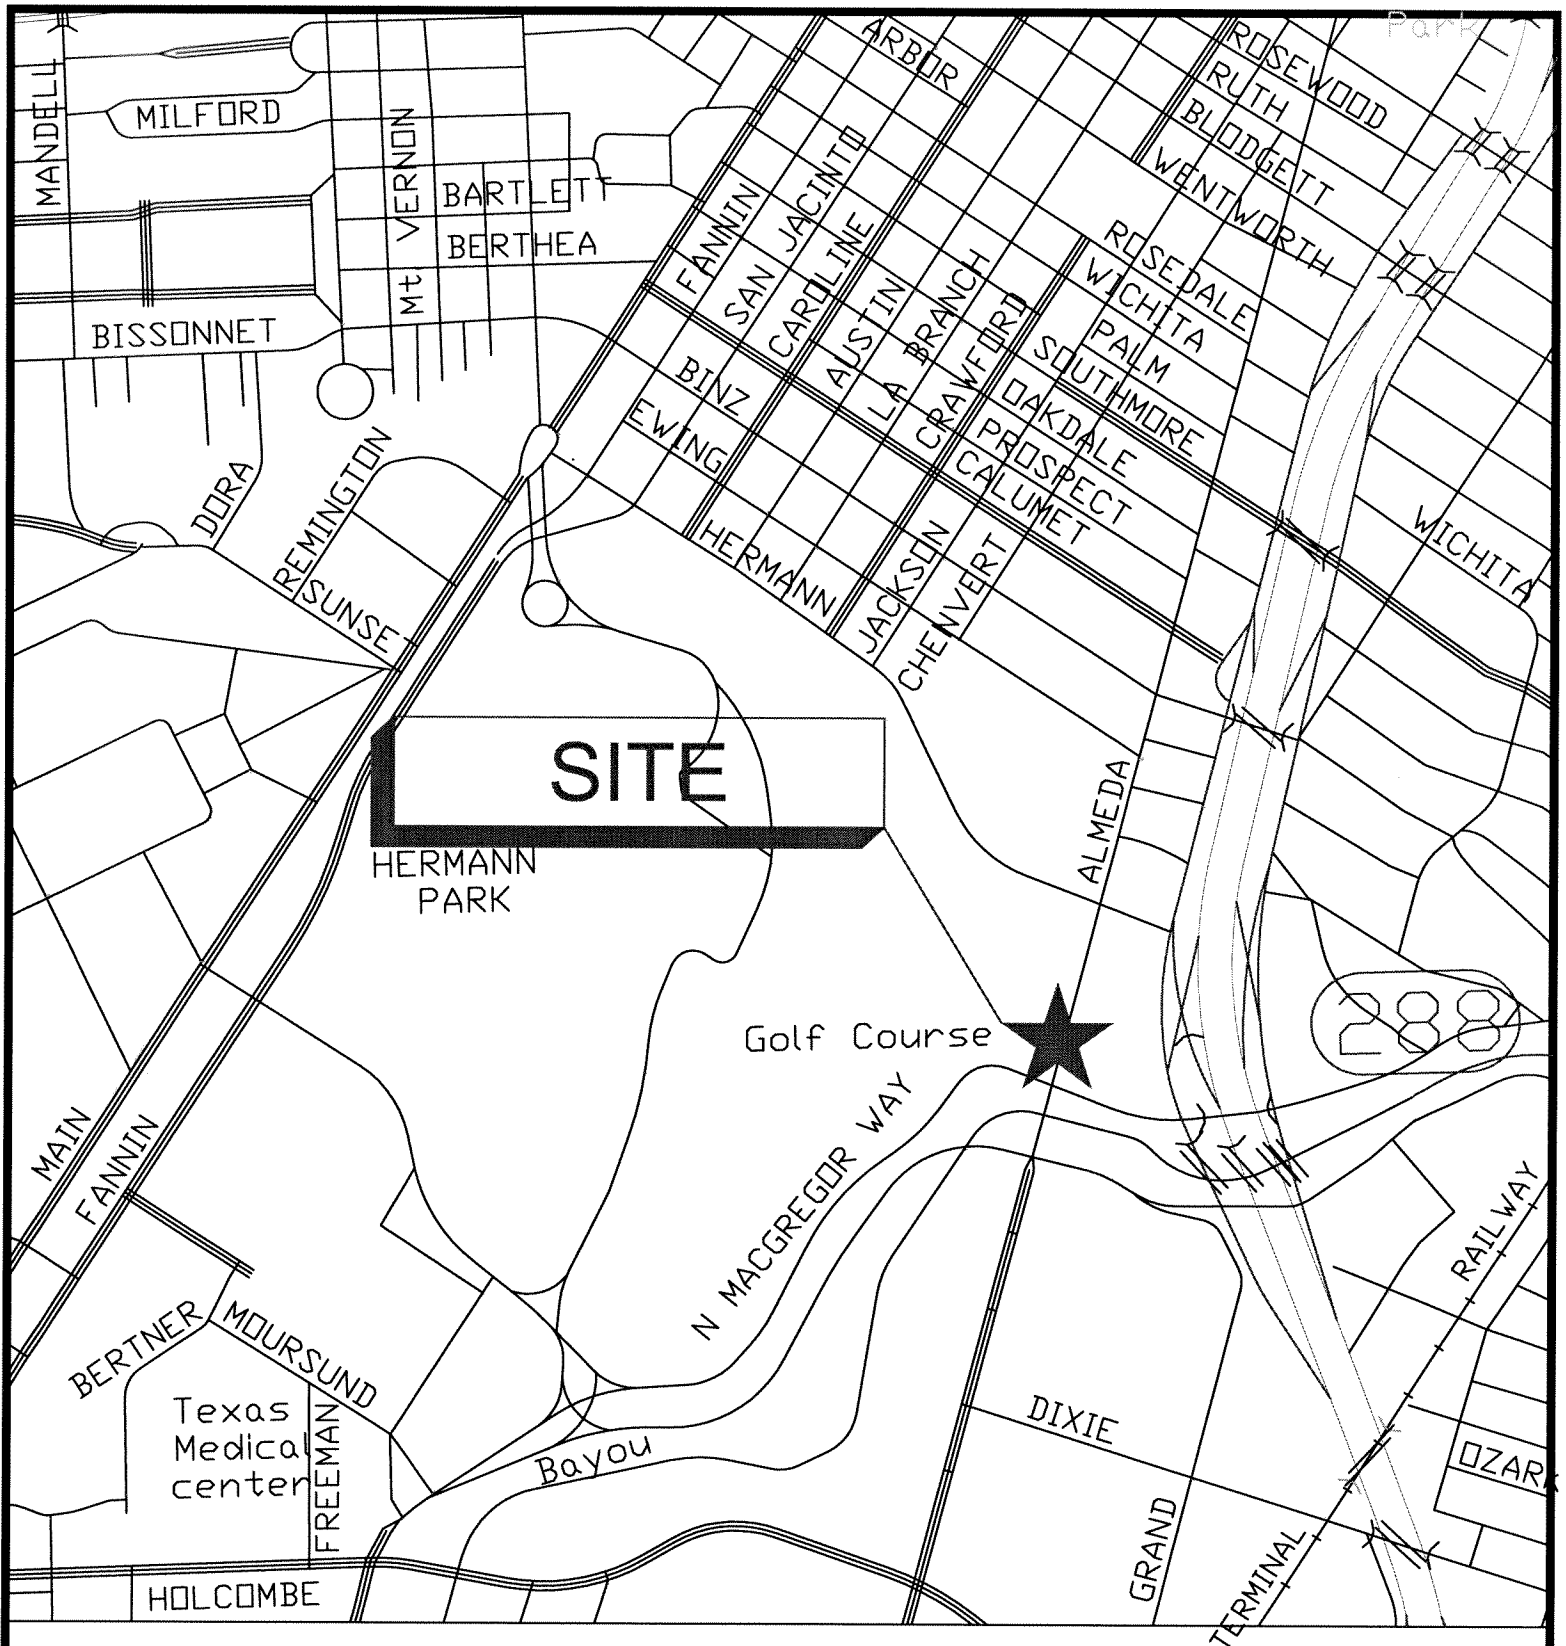 Park
ARBOR
ROSEWOOD
RUTH
BLODGETT
WENTWORTH
MANDELL
MILFORD
Mt VERNON
BARTLETT
BERTHEA
BISSONNET
FANNIN
SAN JACINTO
CAROLINE
AUSTIN
LA BRANCH
CRAWFORD
ROSEDALE
WICHITA
PALM
SOUTHMORE
OAKDALE
PROSPECT
CALUMET
BINZ
EWING
HERMANN
JACKSON
CHENVERT
WICHITA
DORA
REMINGTON
SUNSET
SITE
HERMANN
PARK
ALMEDA
288
Golf Course
N MACGREGOR WAY
MAIN
FANNIN
BERTNER
MOURSUND
Texas
Medical
center
FREEMAN
Bayou
HOLCOMBE
DIXIE
GRAND
RAILWAY
TERMINAL
OZARK